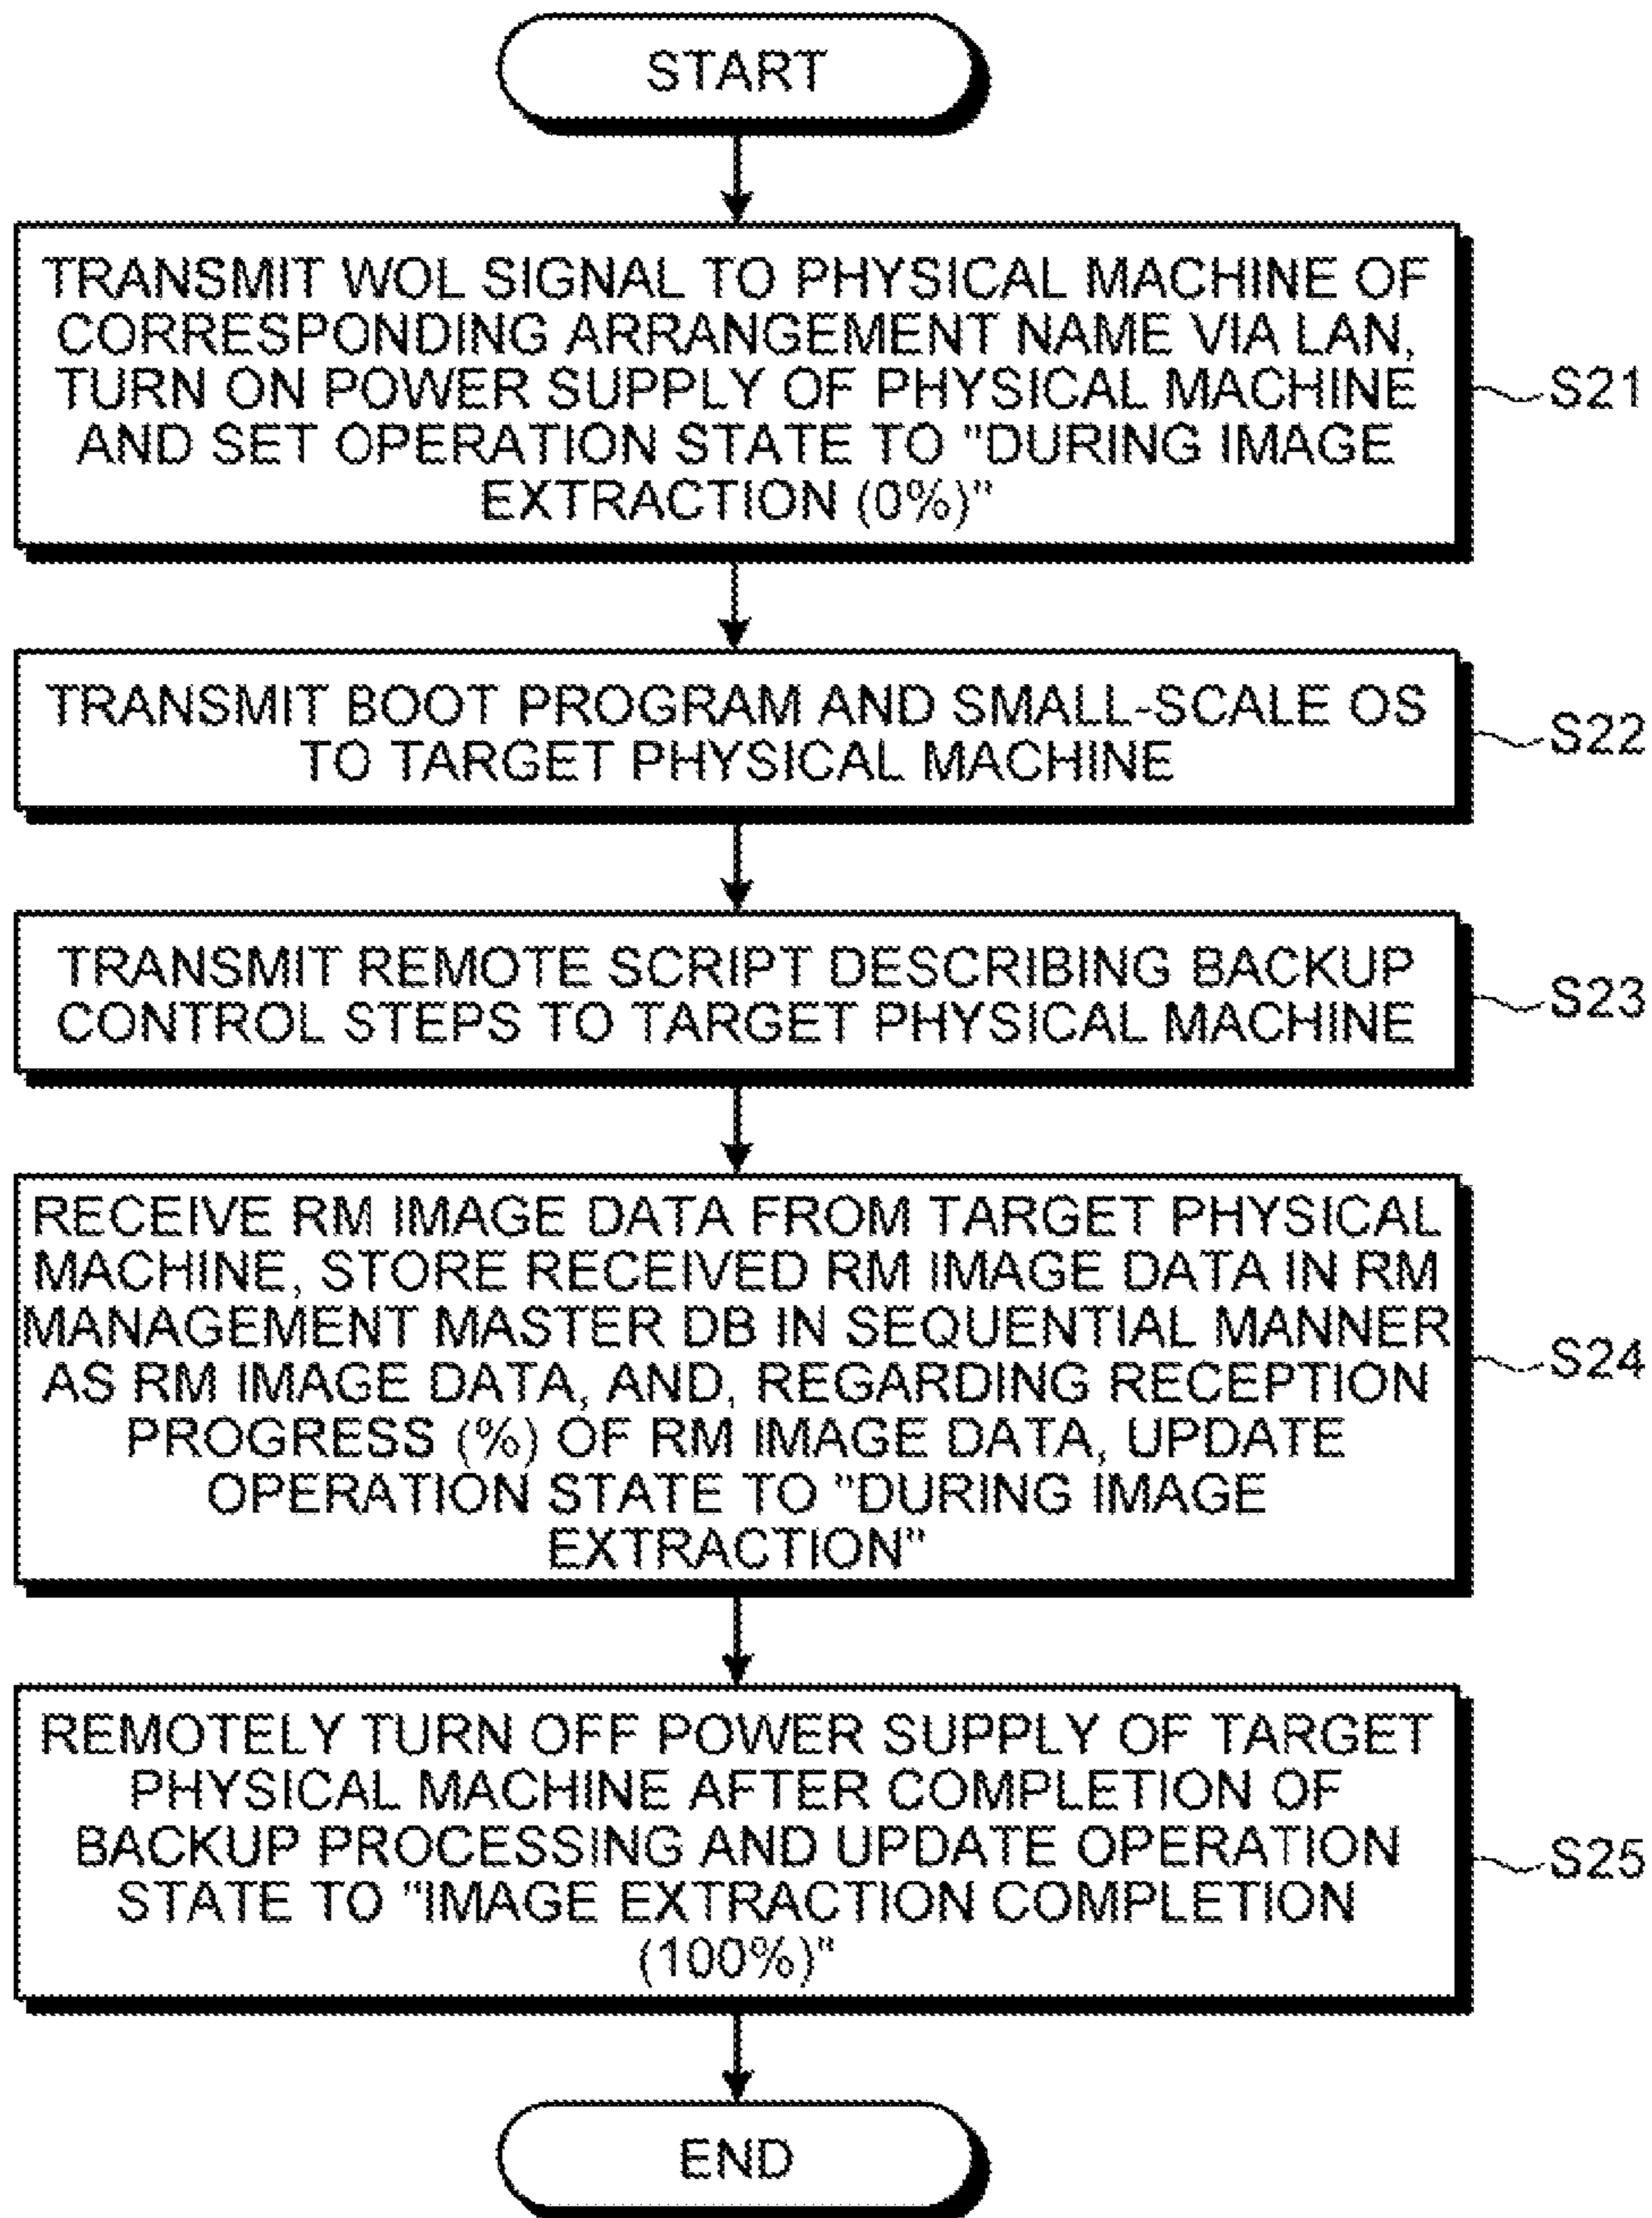 START
TRANSMIT WOL SIGNAL TO PHYSICAL MACHINE OF
CORRESPONDING ARRANGEMENT NAME VIA LAN,
TURN ON POWER SUPPLY OF PHYSICAL MACHINE
AND SET OPERATION STATE TO "DURING IMAGE
EXTRACTION (0%)"
S21
TRANSMIT BOOT PROGRAM AND SMALL-SCALE OS
TO TARGET PHYSICAL MACHINE
S22
TRANSMIT REMOTE SCRIPT DESCRIBING BACKUP
CONTROL STEPS TO TARGET PHYSICAL MACHINE
S23
RECEIVE RM IMAGE DATA FROM TARGET PHYSICAL
MACHINE, STORE RECEIVED RM IMAGE DATA IN RM
MANAGEMENT MASTER DB IN SEQUENTIAL MANNER
AS RM IMAGE DATA, AND, REGARDING RECEPTION
PROGRESS (%) OF RM IMAGE DATA, UPDATE
OPERATION STATE TO "DURING IMAGE
EXTRACTION"
S24
REMOTELY TURN OFF POWER SUPPLY OF TARGET
PHYSICAL MACHINE AFTER COMPLETION OF
BACKUP PROCESSING AND UPDATE OPERATION
STATE TO "IMAGE EXTRACTION COMPLETION
(100%)"
S25
END